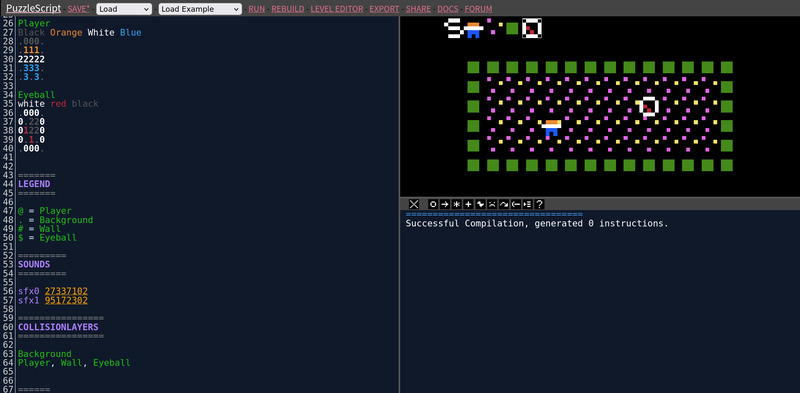 PuzzleScript SAVE* Load Load Example RUN REBUILD LEVEL EDITOR EXPORT SHARE DOCS FORUM
26 Player
27 Black Orange White Blue
28 .000.
29 .111.
30 22222
31 .333.
32 .3.3.
33
34 Eyeball
35 white red black
36 .000
37 0.220
38 01220
39 0.1.0
40 .000.
41
42
43 =======
44 LEGEND
45 =======
46
47 @ = Player
48 . = Background
49 # = Wall
50 $ = Eyeball
51
52 =========
53 SOUNDS
54 =========
55
56 sfx0 27337102
57 sfx1 95172302
58
59 ================
60 COLLISIONLAYERS
61 ================
62
63 Background
64 Player, Wall, Eyeball
65
66
67 ======
=================================
Successful Compilation, generated 0 instructions.